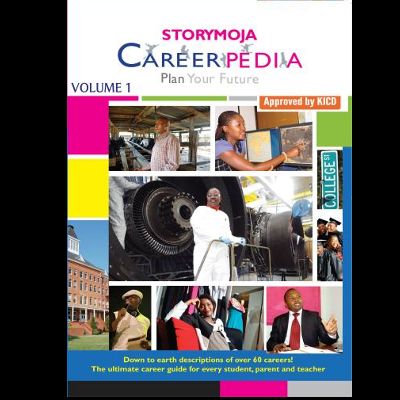 STORYMOJA
CAREERPEDIA
Plan Your Future
VOLUME 1
Approved by KICD
COLLEGE ST
Down to earth descriptions of over 60 careers!
The ultimate career guide for every student, parent and teacher